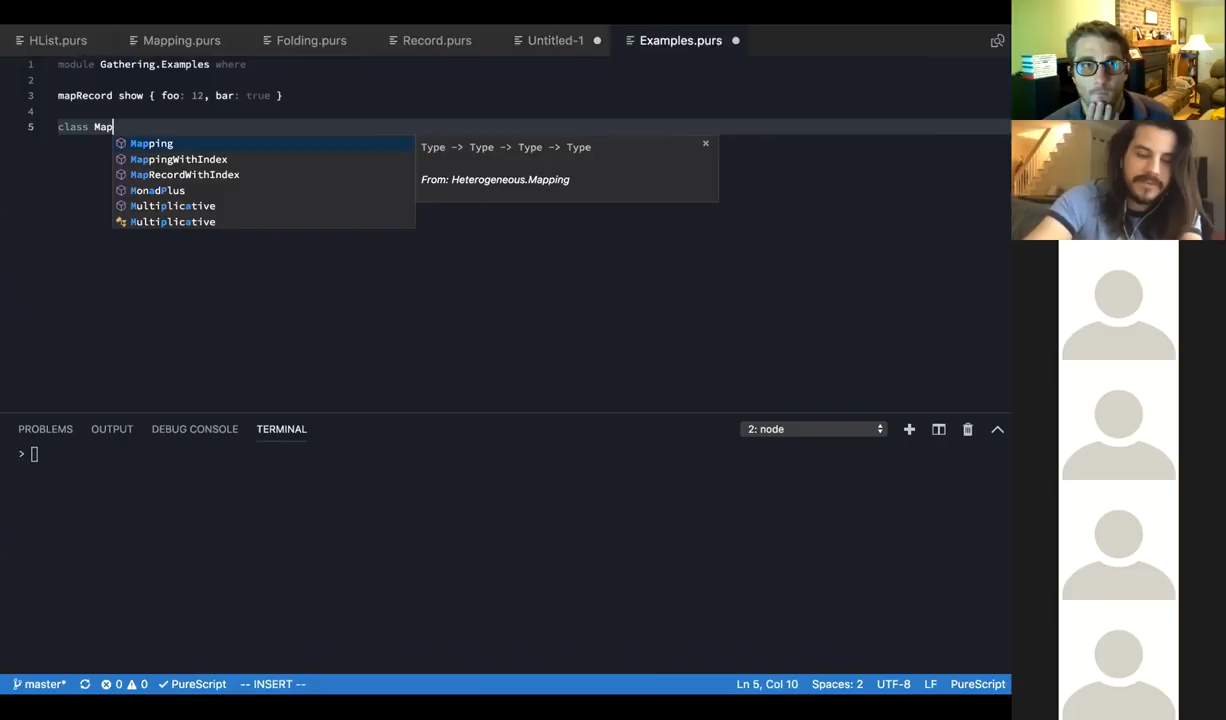 HList.purs Mapping.purs Folding.purs Record.purs Untitled-1 Examples.purs
1 module Gathering.Examples where
2
3 mapRecord show { foo: 12, bar: true }
4
5 class Map
Mapping
MappingWithIndex
MapRecordWithIndex
MonadPlus
Multiplicative
Multiplicative
Type -> Type -> Type -> Type
From: Heterogeneous.Mapping
PROBLEMS OUTPUT DEBUG CONSOLE TERMINAL 2: node
>
master* 0 0 PureScript -- INSERT -- Ln 5, Col 10 Spaces: 2 UTF-8 LF PureScript